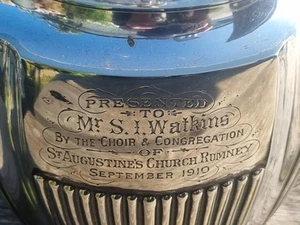 PRESENTED
TO
Mr S. I. Watkins
BY THE CHOIR & CONGREGATION
OF
ST AUGUSTINE'S CHURCH RUMNEY
SEPTEMBER 1910